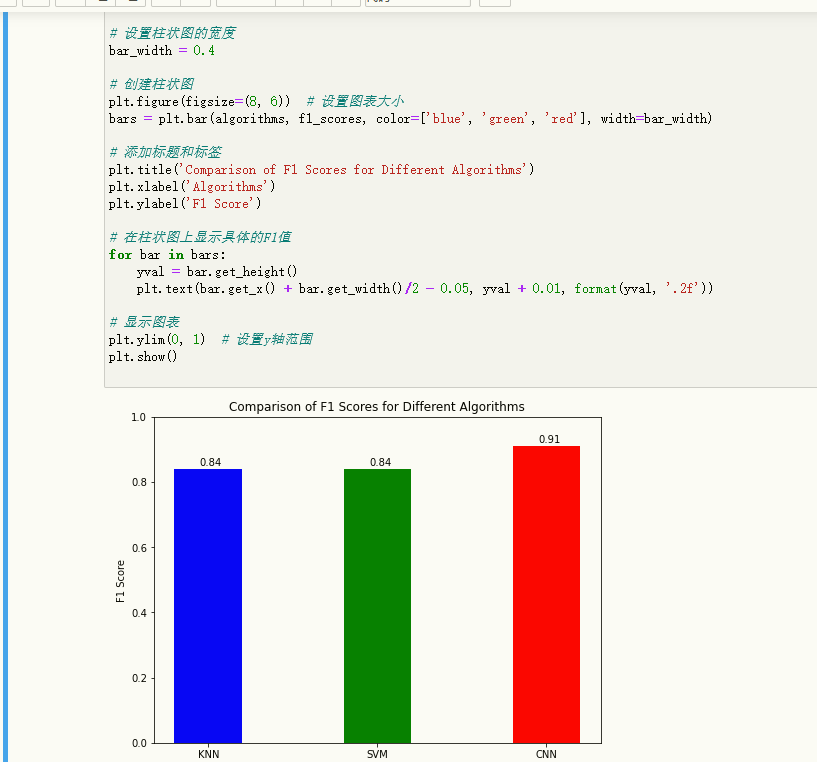 # 设置柱状图的宽度
bar_width = 0.4
# 创建柱状图
plt.figure(figsize=(8, 6))  # 设置图表大小
bars = plt.bar(algorithms, f1_scores, color=['blue', 'green', 'red'], width=bar_width)
# 添加标题和标签
plt.title('Comparison of F1 Scores for Different Algorithms')
plt.xlabel('Algorithms')
plt.ylabel('F1 Score')
# 在柱状图上显示具体的F1值
for bar in bars:
    yval = bar.get_height()
    plt.text(bar.get_x() + bar.get_width()/2 - 0.05, yval + 0.01, format(yval, '.2f'))
# 显示图表
plt.ylim(0, 1)  # 设置y轴范围
plt.show()
Comparison of F1 Scores for Different Algorithms
1.0
0.91
0.84 0.84
0.8
0.6
F1 Score
0.4
0.2
0.0
KNN SVM CNN